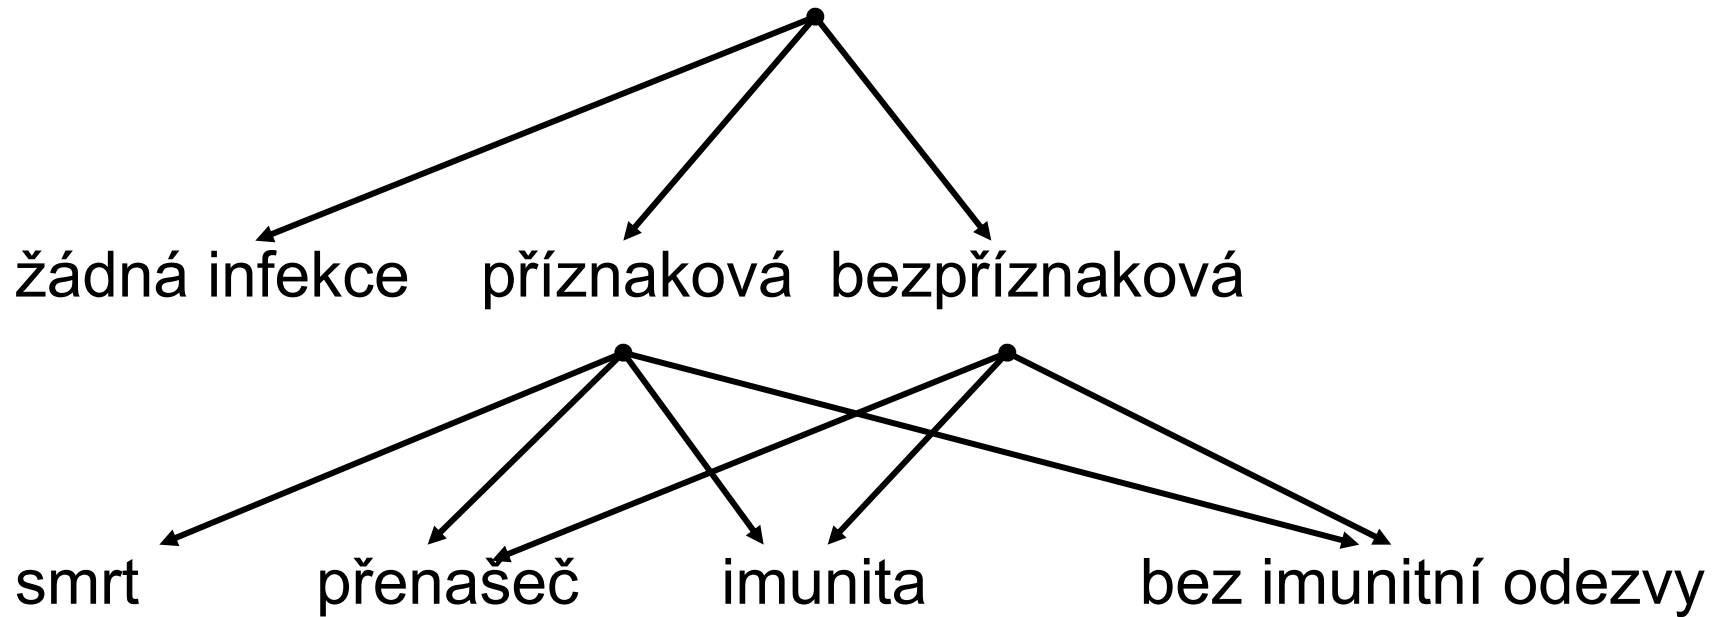 žádná infekce příznaková bezpříznaková
smrt přenašeč imunita bez imunitní odezvy